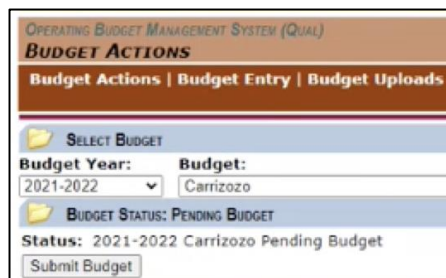 OPERATING BUDGET MANAGEMENT SYSTEM (QUAL)
BUDGET ACTIONS
Budget Actions | Budget Entry | Budget Uploads
SELECT BUDGET
Budget Year: Budget:
2021-2022 Carrizozo
BUDGET STATUS: PENDING BUDGET
Status: 2021-2022 Carrizozo Pending Budget
Submit Budget